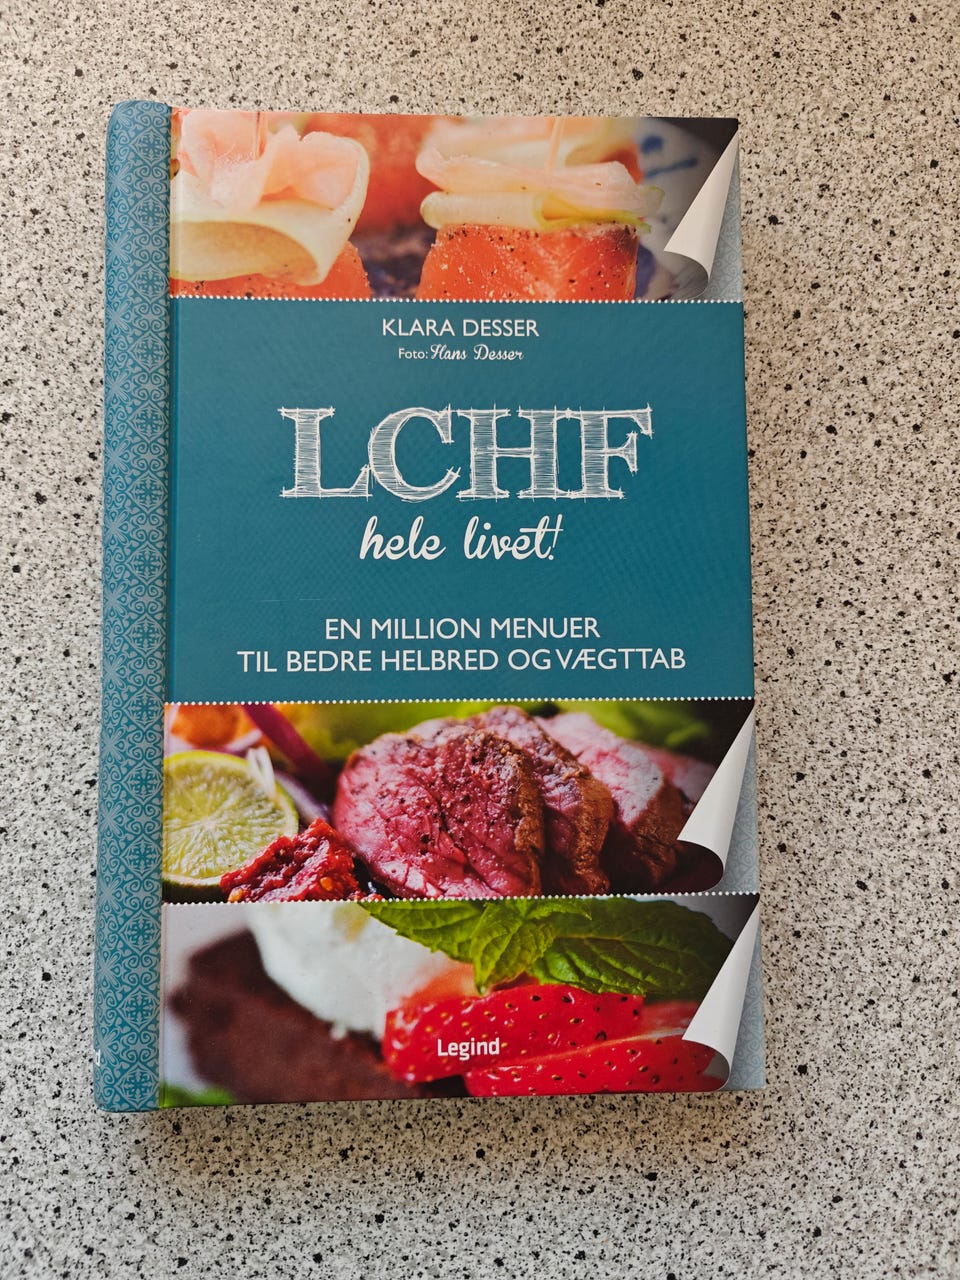 KLARA DESSER
Foto: Hans Desser
LCHF
hele livet!
EN MILLION MENUER
TIL BEDRE HELBRED OG VÆGTTAB
Legind